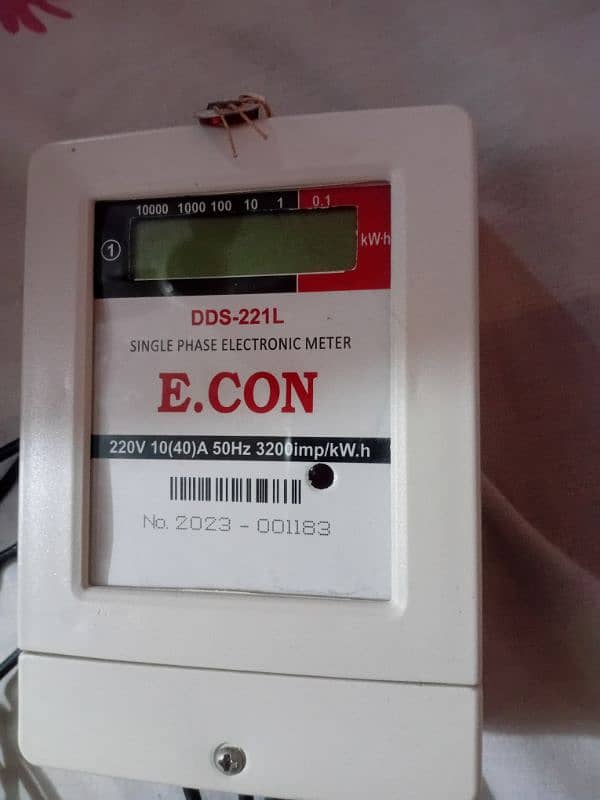 10000 1000 100 10 1 0.1
1
kW·h
DDS-221L
SINGLE PHASE ELECTRONIC METER
E.CON
220V 10(40)A 50Hz 3200imp/kW.h
No. 2023 - 001183